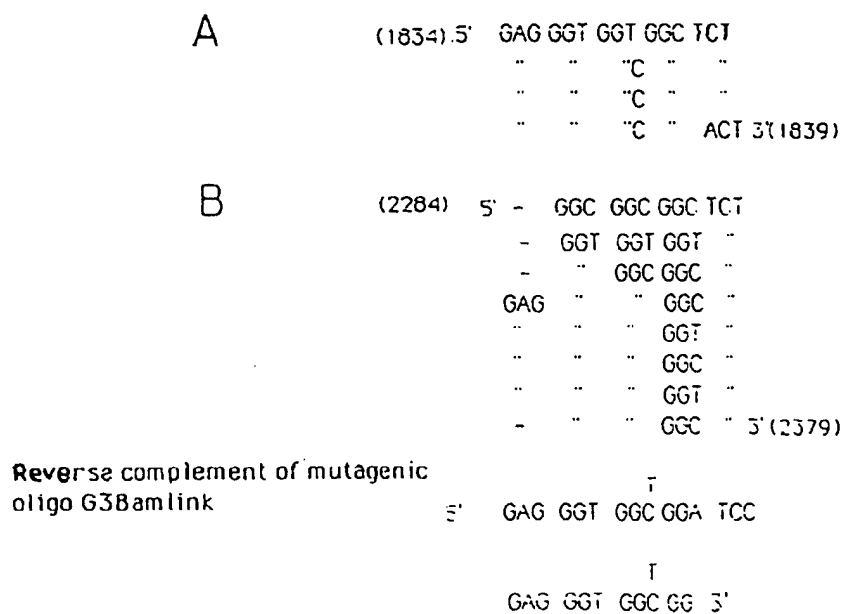 A (1834) 5' GAG GGT GGT GGC TCT
" " "C " "
" " "C " "
" " "C " ACT 3'(1839)
B (2284) 5' - GGC GGC GGC TCT
- GGT GGT GGT "
- " GGC GGC "
GAG " " GGC "
" " " GGT "
" " " GGC "
" " " GGT "
- " " GGC " 3'(2379)
Reverse complement of mutagenic
oligo G3Bamlink
T
5' GAG GGT GGC GGA TCC
T
GAG GGT GGC GG 3'